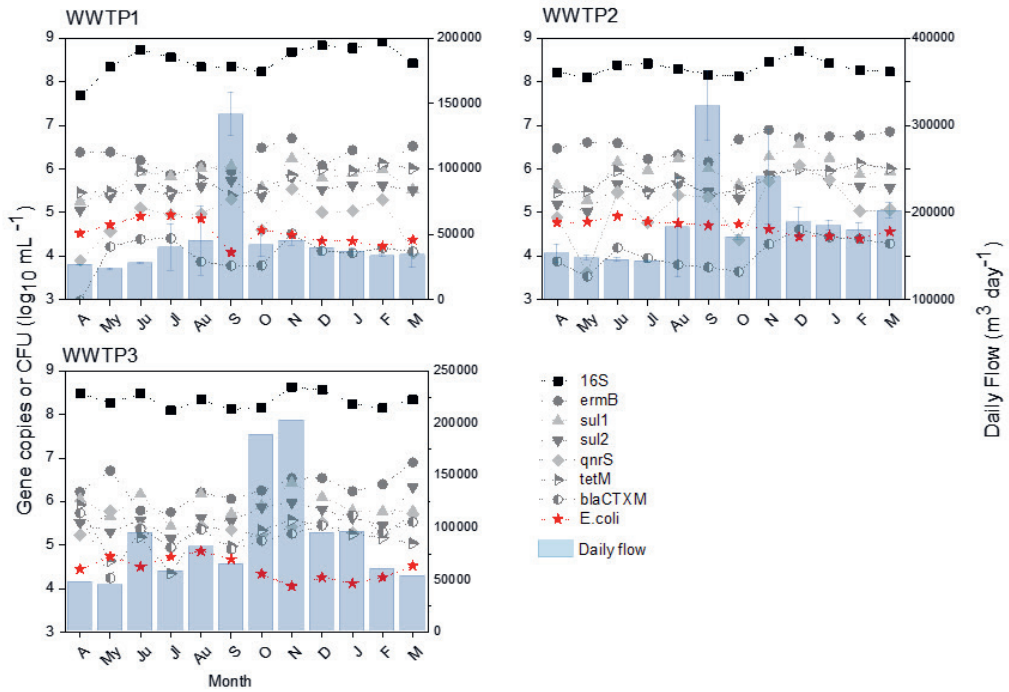 WWTP1
WWTP2
9
8
7
6
5
4
3
200000
150000
100000
50000
0
9
8
7
6
5
4
3
400000
300000
200000
100000
A My Ju Jl Au S O N D J F M
A My Ju Jl Au S O N D J F M
WWTP3
9
8
7
6
5
4
3
250000
200000
150000
100000
50000
0
A My Ju Jl Au S O N D J F M
Month
Gene copies or CFU (log10 mL-1)
Daily Flow (m3 day-1)
16S
ermB
sul1
sul2
qnrS
tetM
blaCTXM
E.coli
Daily flow